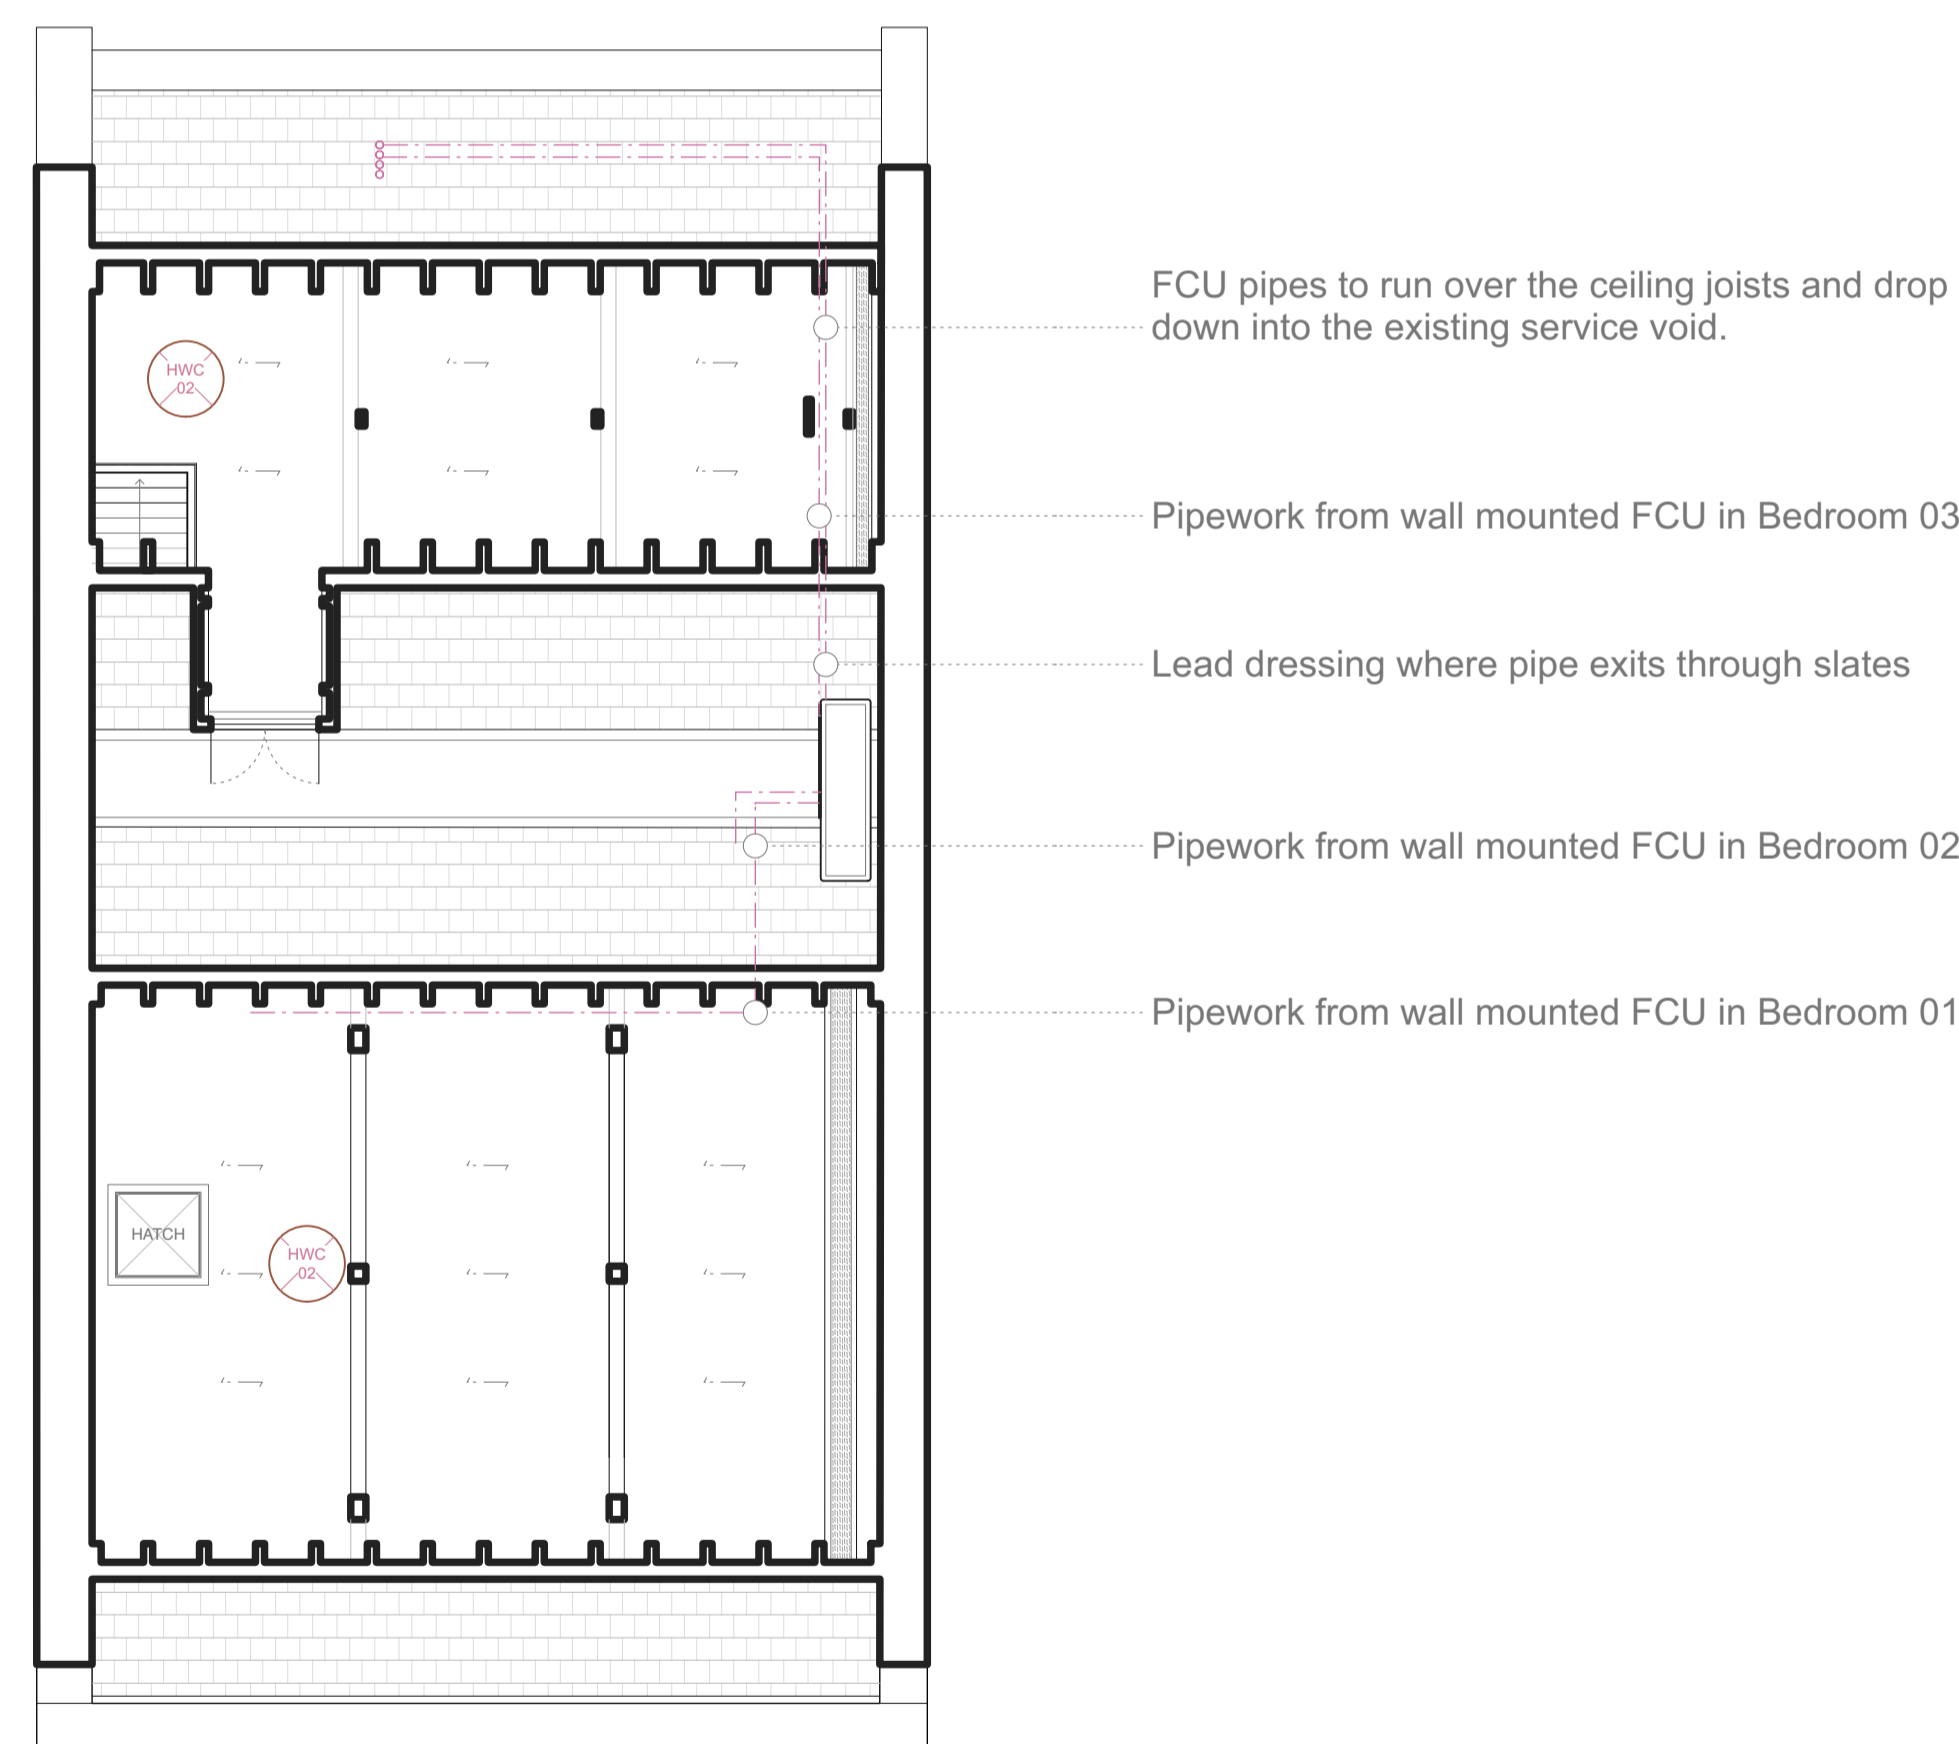 FCU pipes to run over the ceiling joists and drop
down into the existing service void.
HWC
02
Pipework from wall mounted FCU in Bedroom 03
Lead dressing where pipe exits through slates
Pipework from wall mounted FCU in Bedroom 02
Pipework from wall mounted FCU in Bedroom 01
HATCH
HWC
02